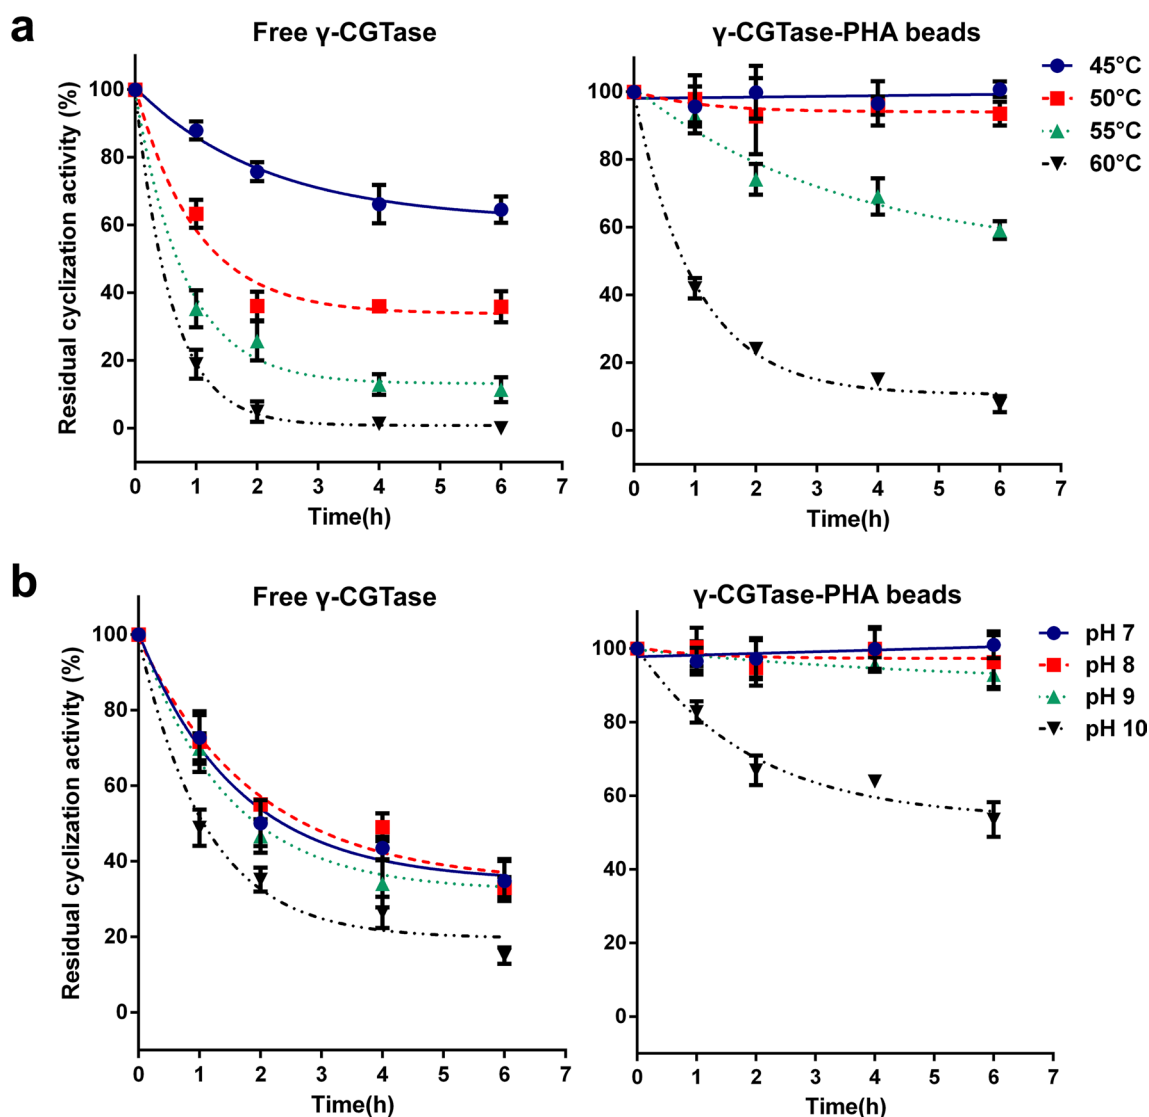 a
Free γ-CGTase
γ-CGTase-PHA beads
45°C
50°C
55°C
60°C
Residual cyclization activity (%)
100
80
60
40
20
0
0 1 2 3 4 5 6 7
Time(h)
100
80
60
40
20
0
0 1 2 3 4 5 6 7
Time(h)
b
Free γ-CGTase
γ-CGTase-PHA beads
pH 7
pH 8
pH 9
pH 10
Residual cyclization activity (%)
100
80
60
40
20
0
0 1 2 3 4 5 6 7
Time(h)
100
80
60
40
20
0
0 1 2 3 4 5 6 7
Time(h)